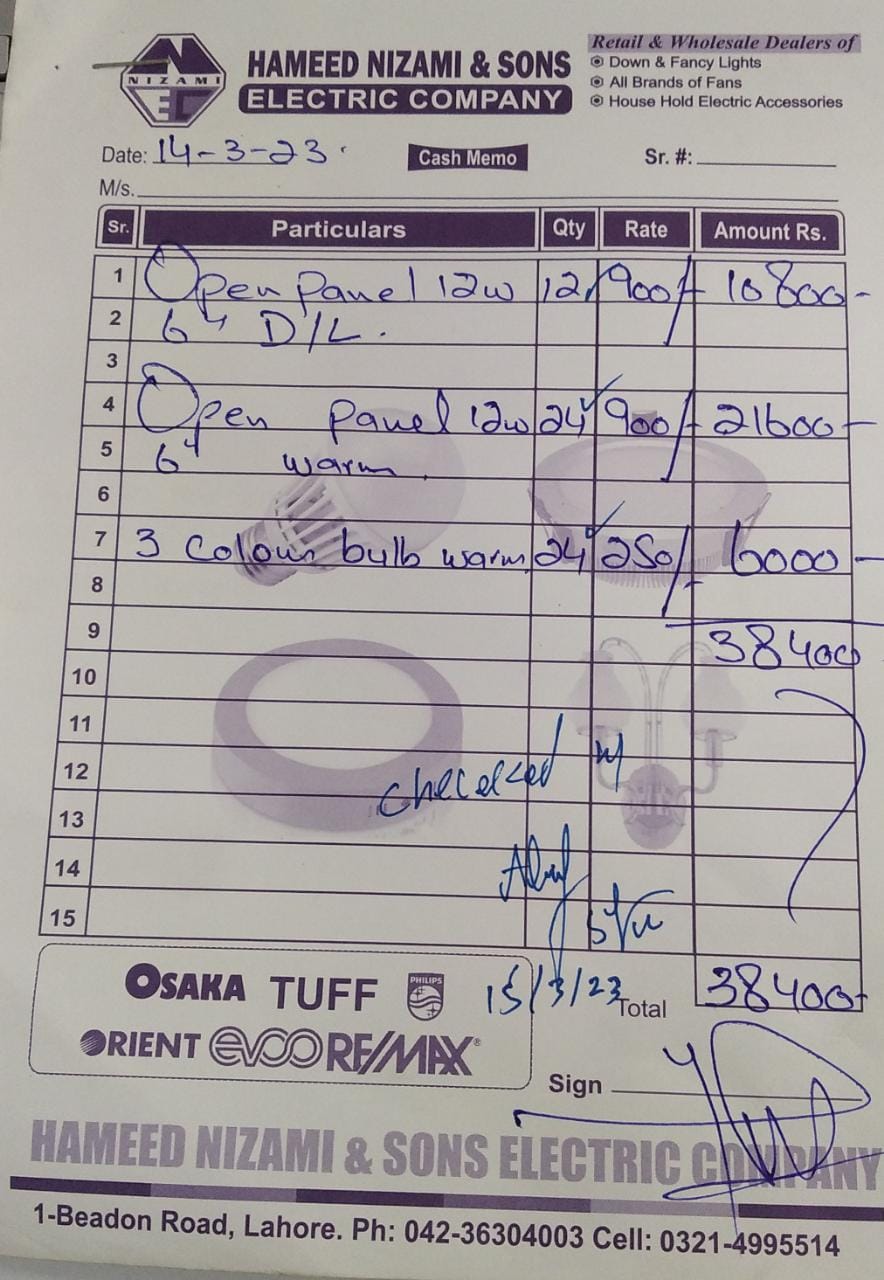 NIZAMI
HAMEED NIZAMI & SONS
ELECTRIC COMPANY
Retail & Wholesale Dealers of
Down & Fancy Lights
All Brands of Fans
House Hold Electric Accessories
Date: 14-3-23
Cash Memo
Sr. #:
M/s.
Sr. Particulars Qty Rate Amount Rs.
1 Open panel 12w 12 900/- 10800-
2 6" D/L.
3
4 Open panel 12w 24 900/- 21600-
5 6" warm
6
7 3 Colour bulb warm 24 250/- 6000-
8
9 38400
10
11
12 checked
13
14
15
OSAKA TUFF PHILIPS
15/3/23 Total 38400-
ORIENT evoo RE/MAX®
Sign
HAMEED NIZAMI & SONS ELECTRIC COMPANY
1-Beadon Road, Lahore. Ph: 042-36304003 Cell: 0321-4995514